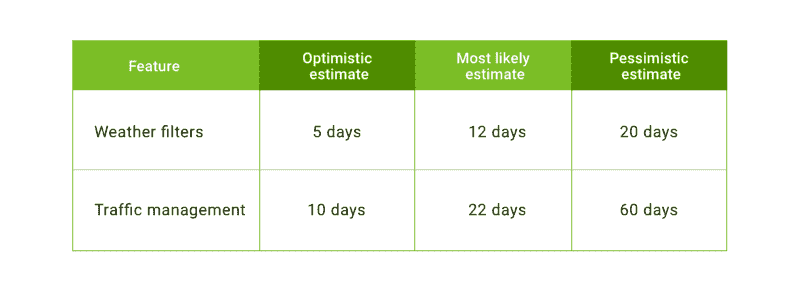 Feature
Optimistic
estimate
Most likely
estimate
Pessimistic
estimate
Weather filters
5 days
12 days
20 days
Traffic management
10 days
22 days
60 days